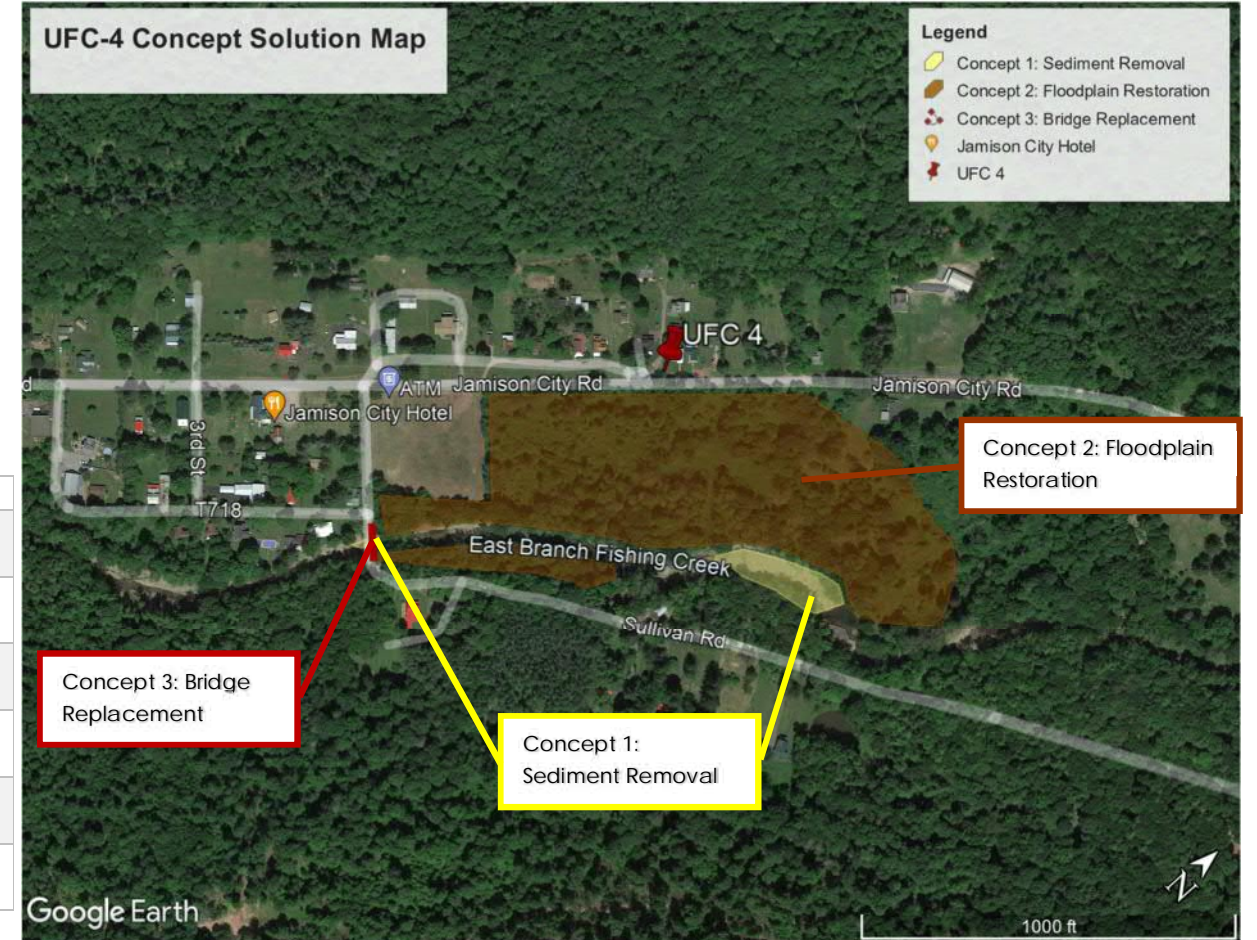 UFC-4 Concept Solution Map
Legend
Concept 1: Sediment Removal
Concept 2: Floodplain Restoration
Concept 3: Bridge Replacement
Jamison City Hotel
UFC 4
UFC 4
d
ATM
Jamison City Rd
Jamison City Rd
Jamison City Hotel
3rd St
Concept 2: Floodplain
Restoration
T718
East Branch Fishing Creek
Sullivan Rd
Concept 3: Bridge
Replacement
Concept 1:
Sediment Removal
N
Google Earth
1000 ft